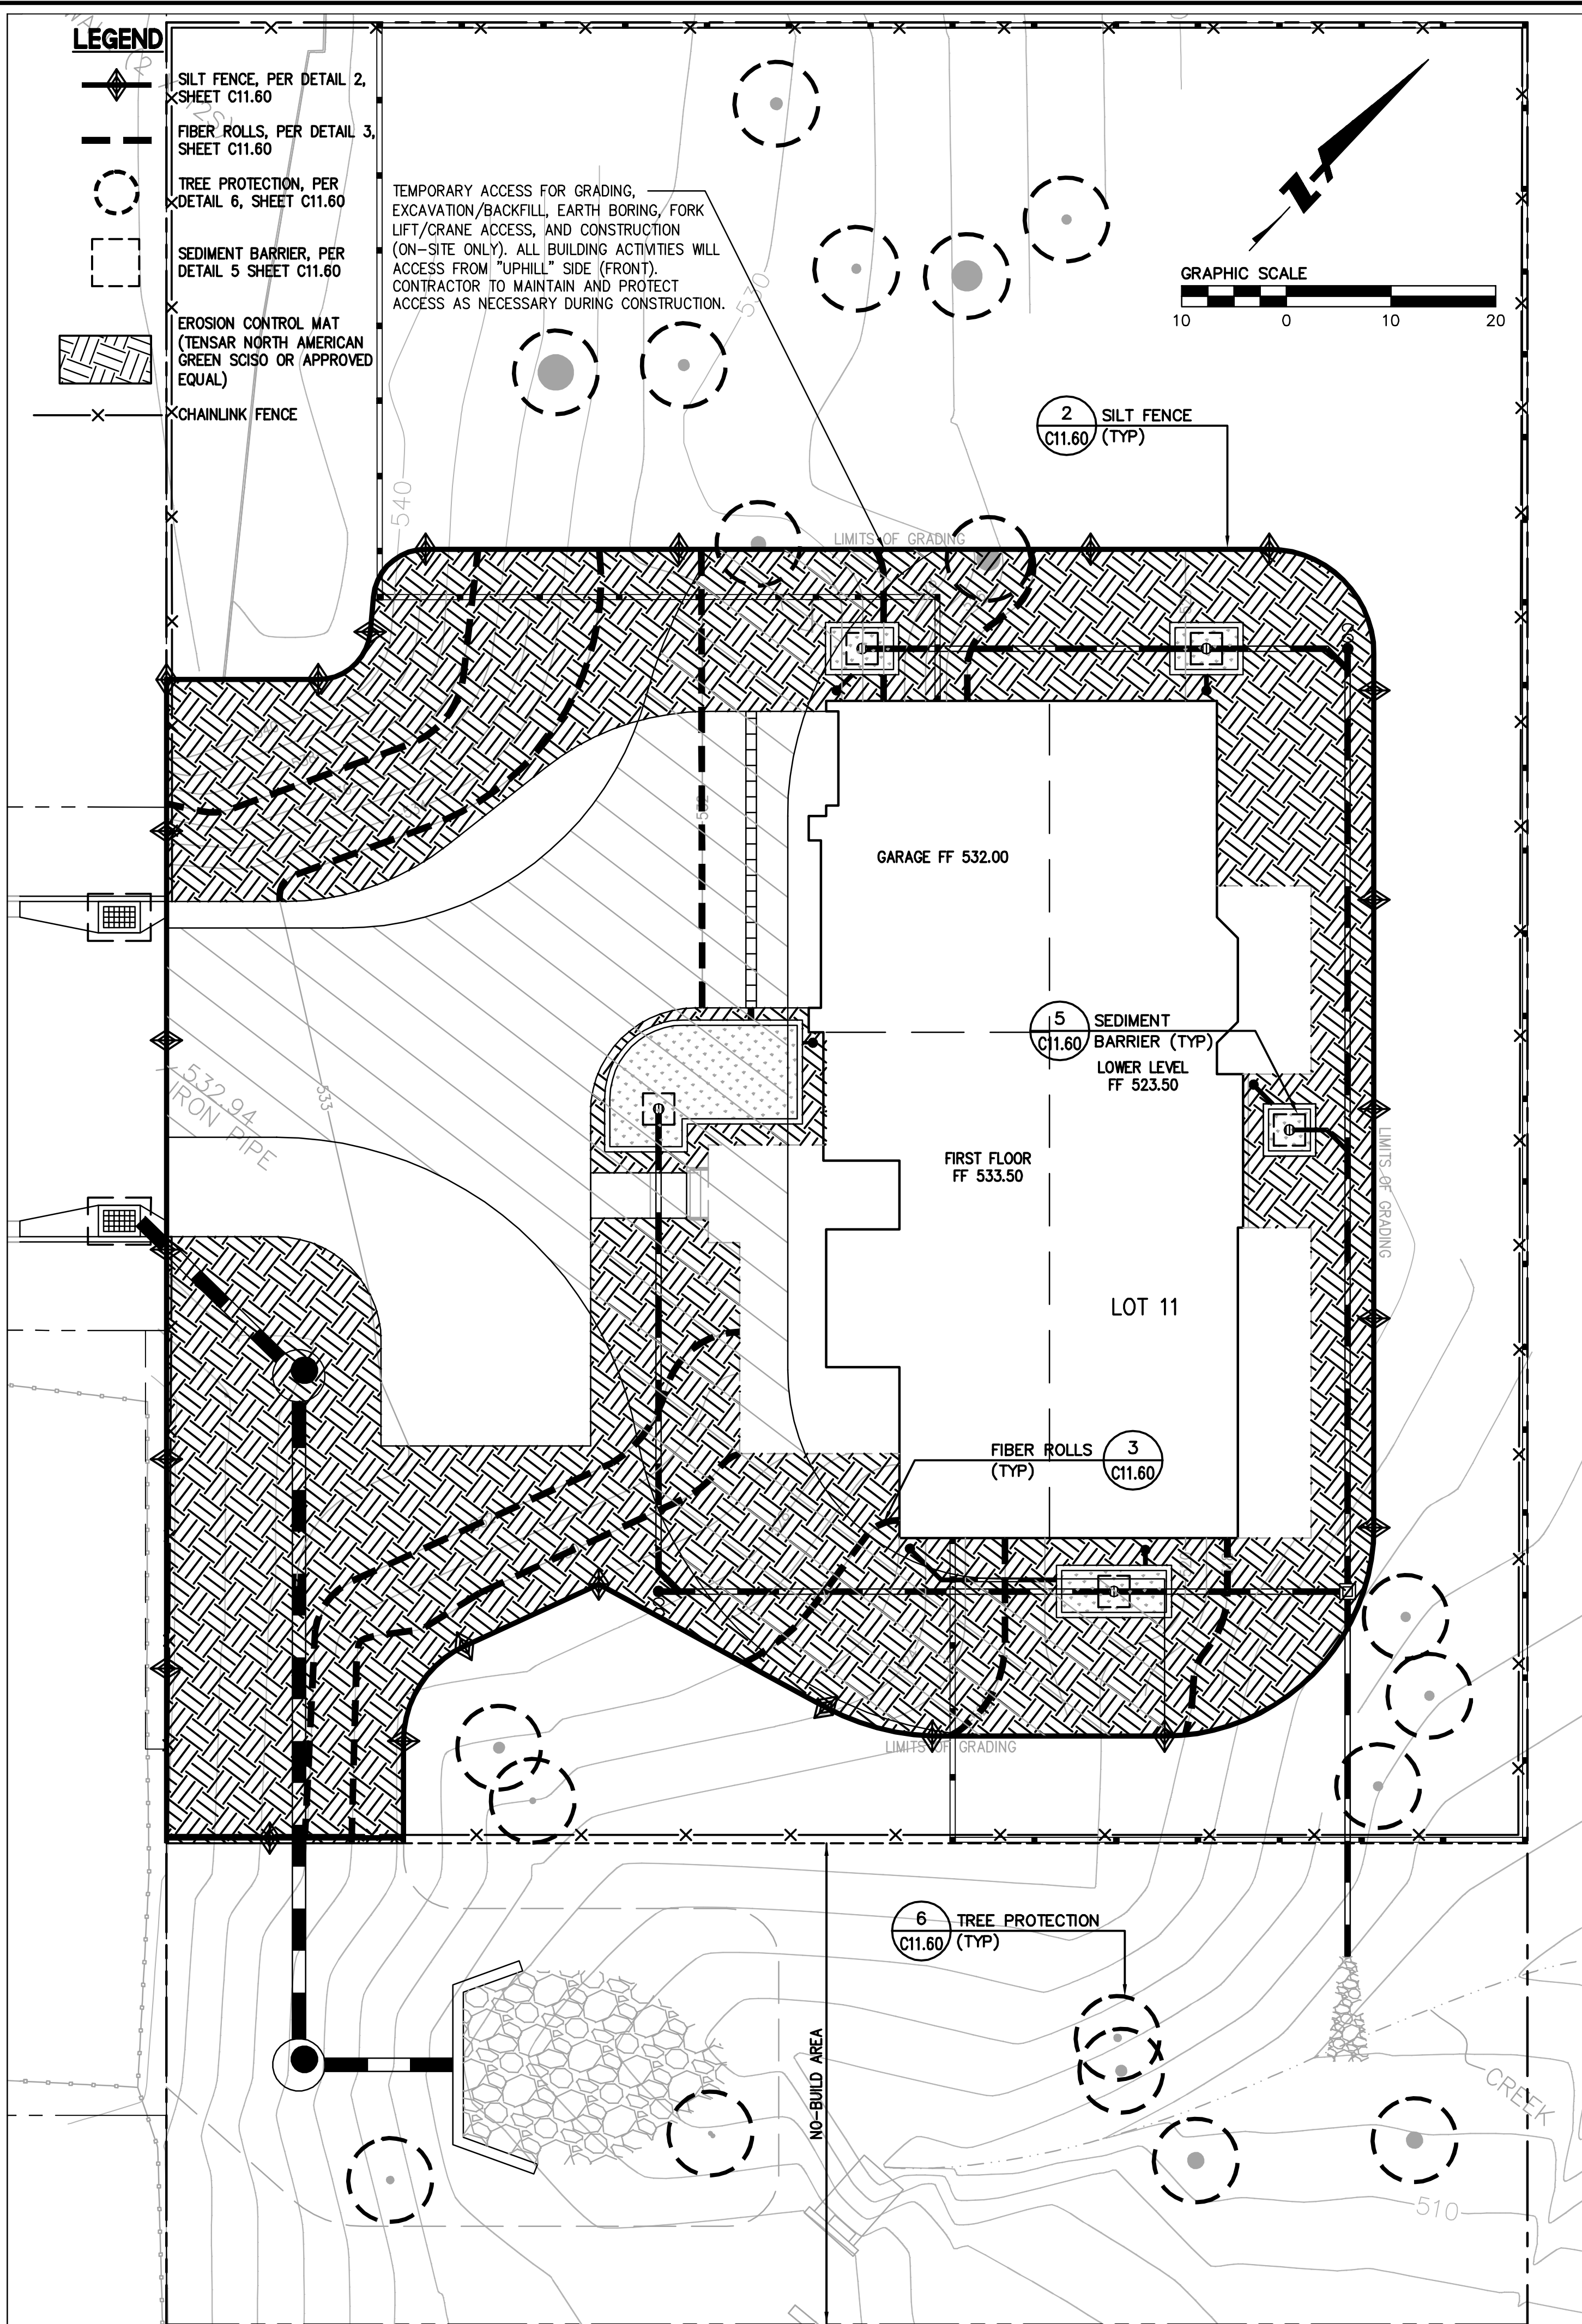 LEGEND
SILT FENCE, PER DETAIL 2,
SHEET C11.60
FIBER ROLLS, PER DETAIL 3,
SHEET C11.60
TREE PROTECTION, PER
DETAIL 6, SHEET C11.60
SEDIMENT BARRIER, PER
DETAIL 5 SHEET C11.60
EROSION CONTROL MAT
(TENSAR NORTH AMERICAN
GREEN SCISO OR APPROVED
EQUAL)
CHAINLINK FENCE
TEMPORARY ACCESS FOR GRADING,
EXCAVATION/BACKFILL, EARTH BORING, FORK
LIFT/CRANE ACCESS, AND CONSTRUCTION
(ON-SITE ONLY). ALL BUILDING ACTIVITIES WILL
ACCESS FROM "UPHILL" SIDE (FRONT).
CONTRACTOR TO MAINTAIN AND PROTECT
ACCESS AS NECESSARY DURING CONSTRUCTION.
Z
GRAPHIC SCALE
10 0 10 20
530
540
2
C11.60
SILT FENCE
(TYP)
LIMITS OF GRADING
532
GARAGE FF 532.00
5
C11.60
SEDIMENT
BARRIER (TYP)
LOWER LEVEL
FF 523.50
532.94
IRON PIPE
533
FIRST FLOOR
FF 533.50
LIMITS OF GRADING
LOT 11
FIBER ROLLS
(TYP)
3
C11.60
LIMITS OF GRADING
6
C11.60
TREE PROTECTION
(TYP)
NO-BUILD AREA
CREEK
510